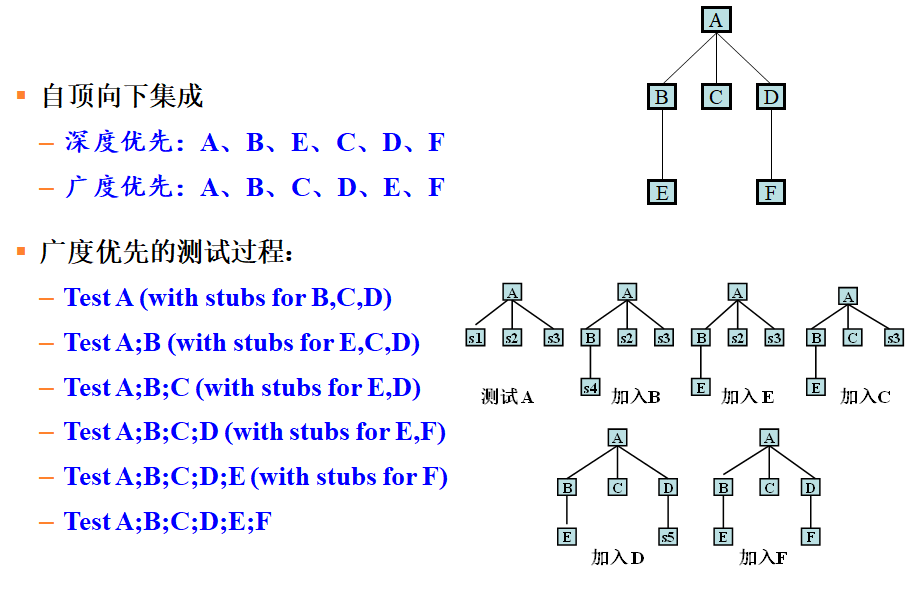 自顶向下集成
– 深度优先：A、B、E、C、D、F
– 广度优先：A、B、C、D、E、F
广度优先的测试过程：
– Test A (with stubs for B,C,D)
– Test A;B (with stubs for E,C,D)
– Test A;B;C (with stubs for E,D)
– Test A;B;C;D (with stubs for E,F)
– Test A;B;C;D;E (with stubs for F)
– Test A;B;C;D;E;F
A
B C D
E F
A A A A
s1 s2 s3 B s2 s3 B s2 s3 B C s3
s4 E E
测试A 加入B 加入E 加入C
A A
B C D B C D
E s5 E F
加入D 加入F